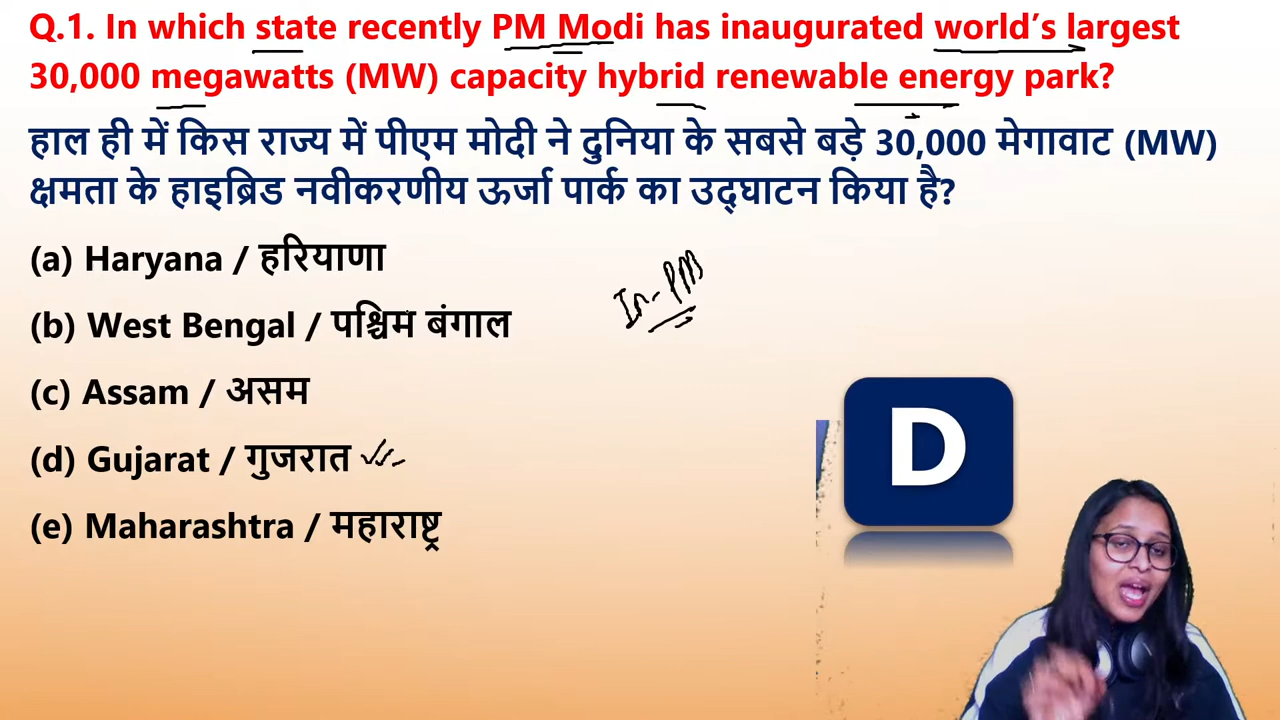 Q.1. In which state recently PM Modi has inaugurated world's largest
30,000 megawatts (MW) capacity hybrid renewable energy park?
हाल ही में किस राज्य में पीएम मोदी ने दुनिया के सबसे बड़े 30,000 मेगावाट (MW)
क्षमता के हाइब्रिड नवीकरणीय ऊर्जा पार्क का उद्घाटन किया है?
(a) Haryana / हरियाणा
In-PM
(b) West Bengal / पश्चिम बंगाल
(c) Assam / असम
D
(d) Gujarat / गुजरात
(e) Maharashtra / महाराष्ट्र